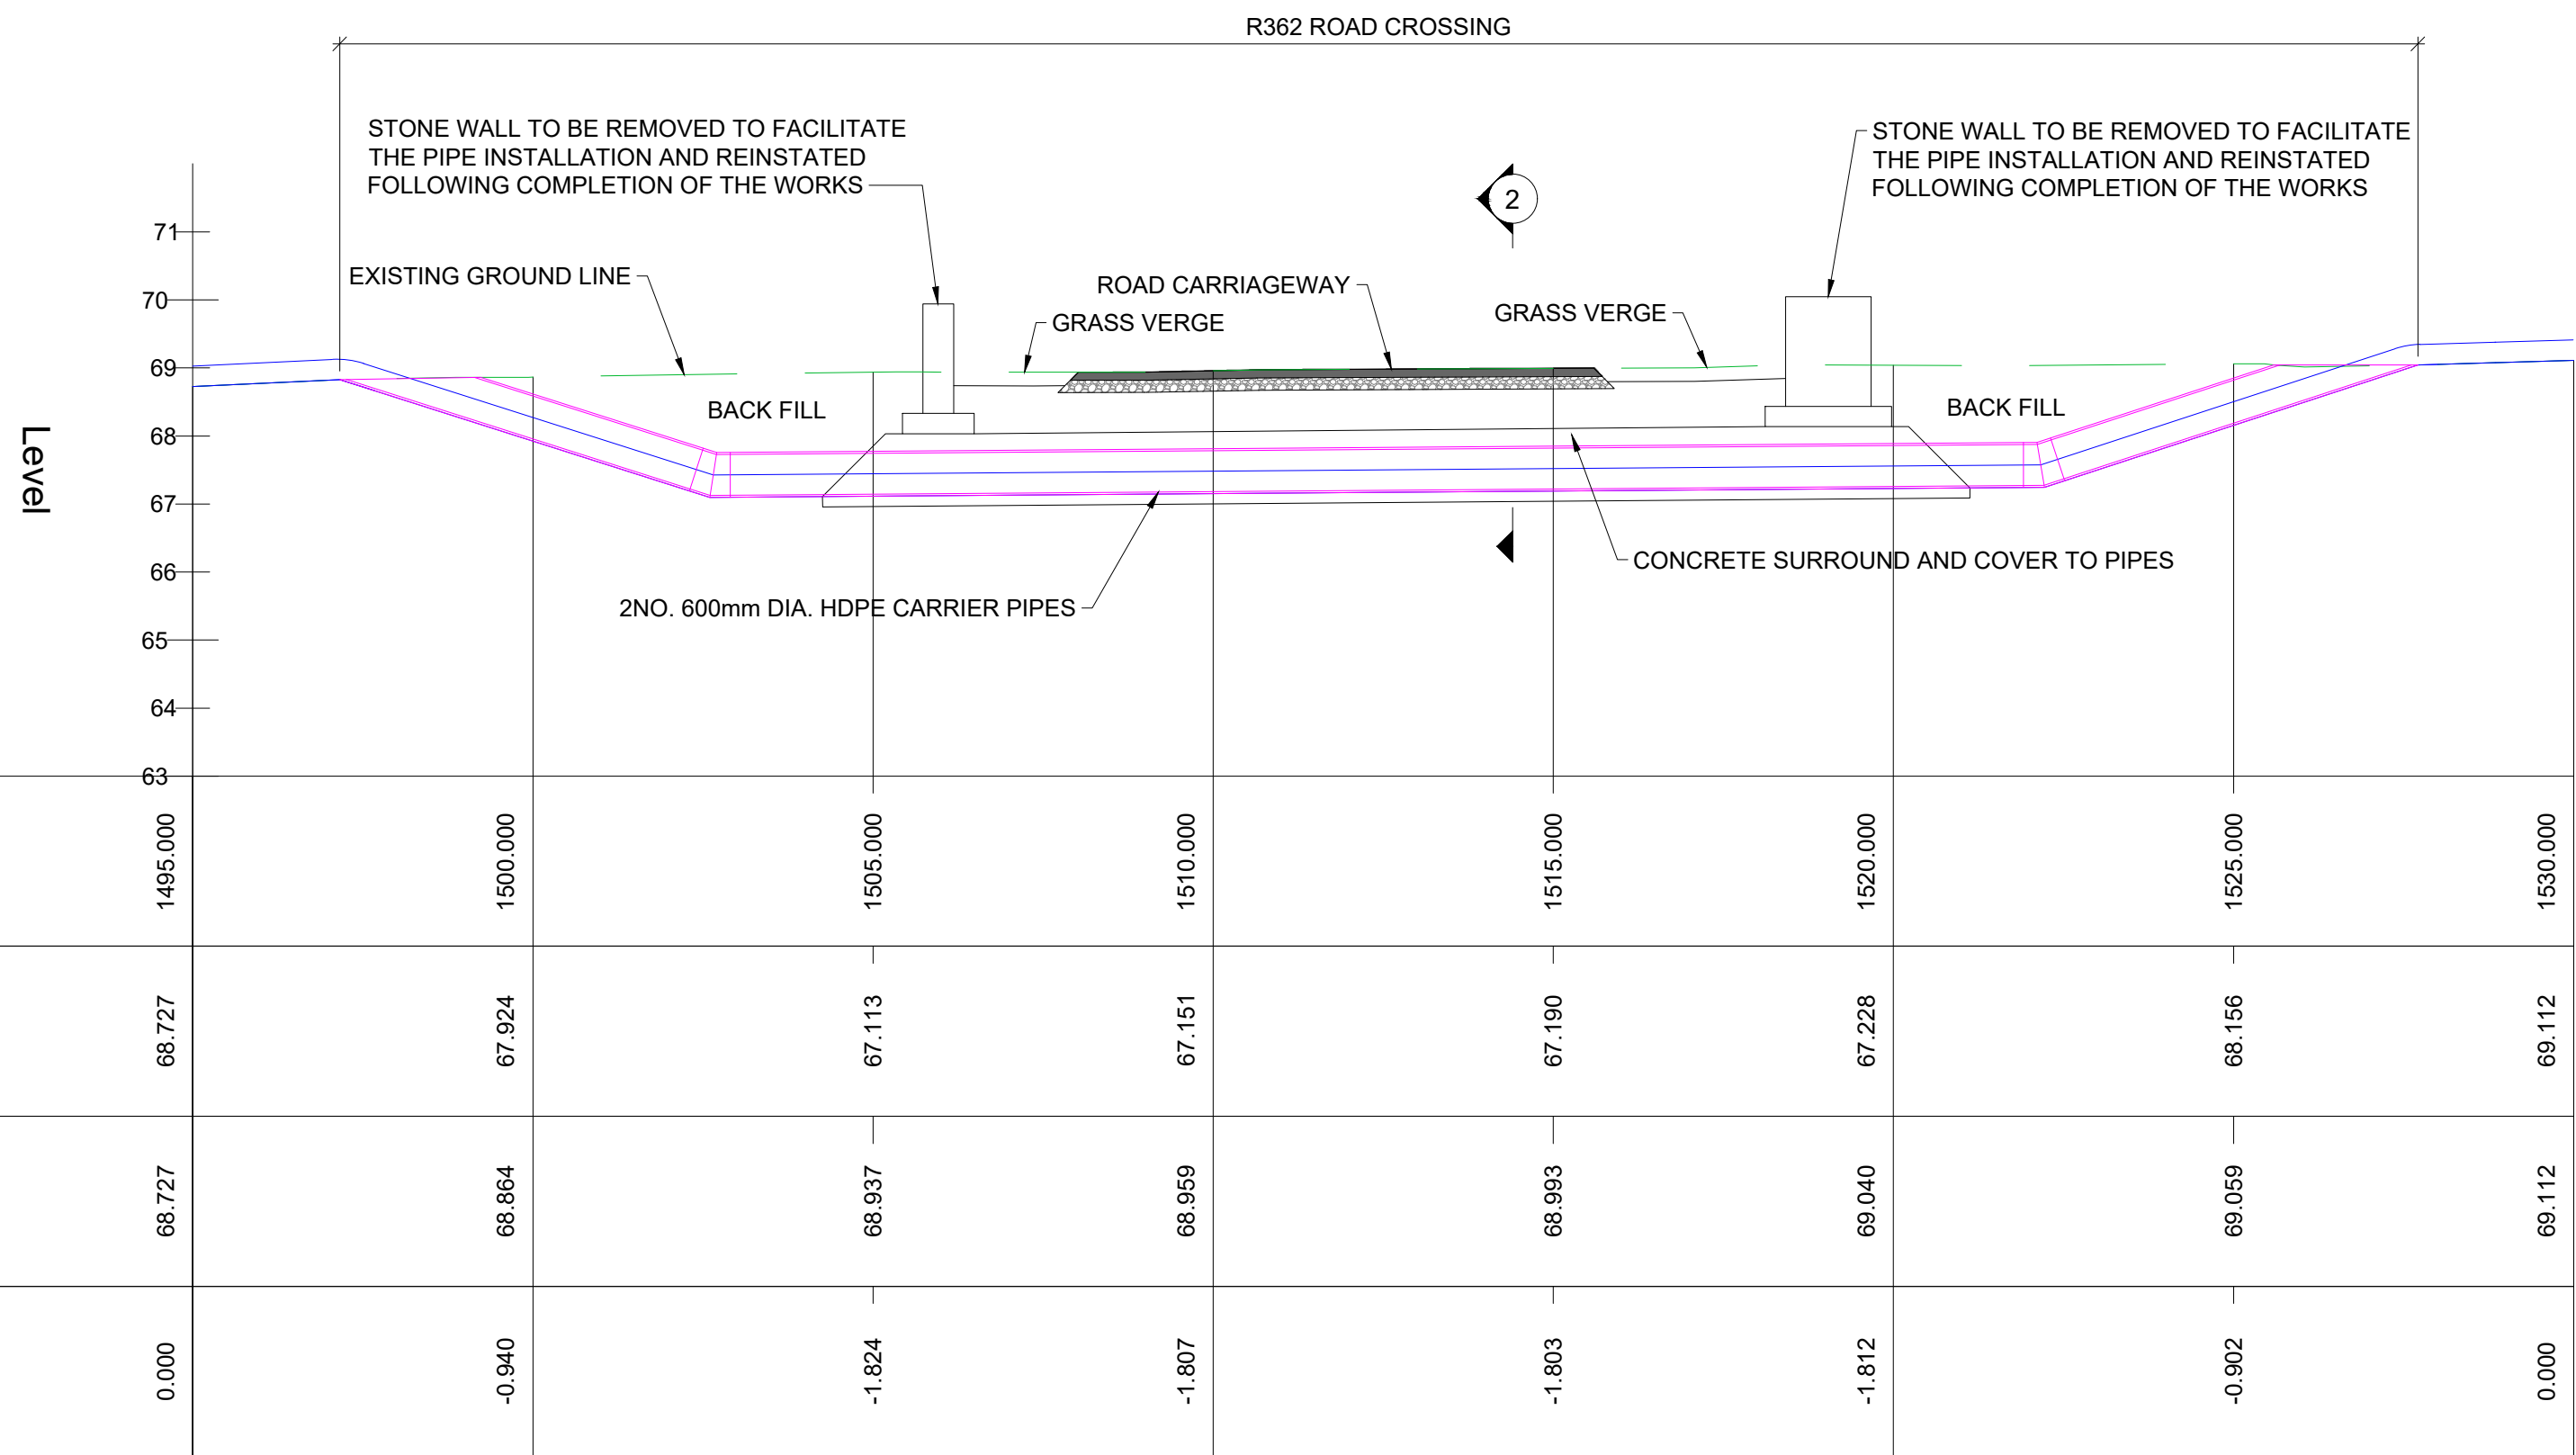 R362 ROAD CROSSING
STONE WALL TO BE REMOVED TO FACILITATE
THE PIPE INSTALLATION AND REINSTATED
FOLLOWING COMPLETION OF THE WORKS
STONE WALL TO BE REMOVED TO FACILITATE
THE PIPE INSTALLATION AND REINSTATED
FOLLOWING COMPLETION OF THE WORKS
2
EXISTING GROUND LINE
ROAD CARRIAGEWAY
GRASS VERGE
GRASS VERGE
BACK FILL
BACK FILL
CONCRETE SURROUND AND COVER TO PIPES
2NO. 600mm DIA. HDPE CARRIER PIPES
Level
71
70
69
68
67
66
65
64
63
1495.000 1500.000 1505.000 1510.000 1515.000 1520.000 1525.000 1530.000
68.727 67.924 67.113 67.151 67.190 67.228 68.156 69.112
68.727 68.864 68.937 68.959 68.993 69.040 69.059 69.112
0.000 -0.940 -1.824 -1.807 -1.803 -1.812 -0.902 0.000